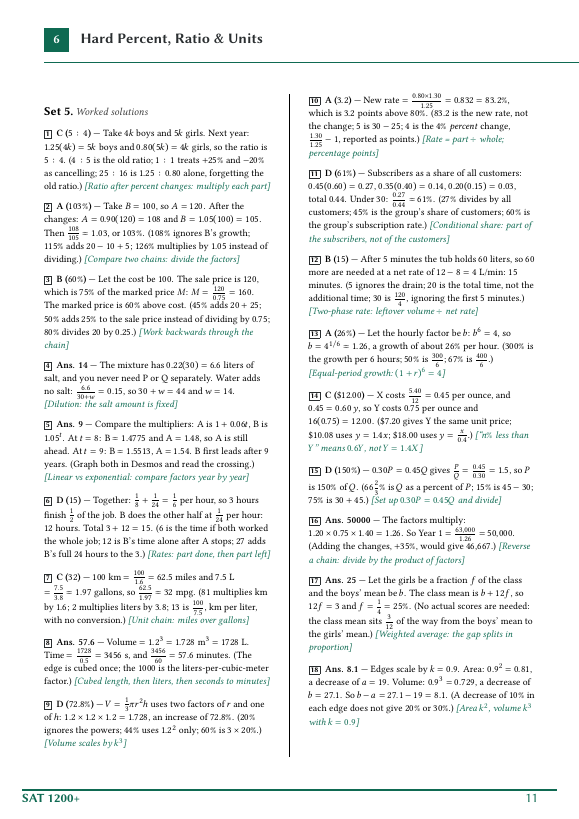 6 Hard Percent, Ratio & Units
Set 5. Worked solutions
1 C (5 : 4) — Take 4k boys and 5k girls. Next year:
1.25(4k) = 5k boys and 0.80(5k) = 4k girls, so the ratio is
5 : 4. (4 : 5 is the old ratio; 1 : 1 treats +25% and −20%
as cancelling; 25 : 16 is 1.25 : 0.80 alone, forgetting the
old ratio.) [Ratio after percent changes: multiply each part]
2 A (103%) — Take B = 100, so A = 120. After the
changes: A = 0.90(120) = 108 and B = 1.05(100) = 105.
Then 108/105 = 1.03, or 103%. (108% ignores B's growth;
115% adds 20 − 10 + 5; 126% multiplies by 1.05 instead of
dividing.) [Compare two chains: divide the factors]
3 B (60%) — Let the cost be 100. The sale price is 120,
which is 75% of the marked price M: M = 120/0.75 = 160.
The marked price is 60% above cost. (45% adds 20 + 25;
50% adds 25% to the sale price instead of dividing by 0.75;
80% divides 20 by 0.25.) [Work backwards through the
chain]
4 Ans. 14 — The mixture has 0.22(30) = 6.6 liters of
salt, and you never need P or Q separately. Water adds
no salt: 6.6/30+w = 0.15, so 30 + w = 44 and w = 14.
[Dilution: the salt amount is fixed]
5 Ans. 9 — Compare the multipliers: A is 1 + 0.06t, B is
1.05^t. At t = 8: B = 1.4775 and A = 1.48, so A is still
ahead. At t = 9: B = 1.5513, A = 1.54. B first leads after 9
years. (Graph both in Desmos and read the crossing.)
[Linear vs exponential: compare factors year by year]
6 D (15) — Together: 1/8 + 1/24 = 1/6 per hour, so 3 hours
finish 1/2 of the job. B does the other half at 1/24 per hour:
12 hours. Total 3 + 12 = 15. (6 is the time if both worked
the whole job; 12 is B's time alone after A stops; 27 adds
B's full 24 hours to the 3.) [Rates: part done, then part left]
7 C (32) — 100 km = 100/1.6 = 62.5 miles and 7.5 L
= 7.5/3.8 = 1.97 gallons, so 62.5/1.97 = 32 mpg. (81 multiplies km
by 1.6; 2 multiplies liters by 3.8; 13 is 100/7.5, km per liter,
with no conversion.) [Unit chain: miles over gallons]
8 Ans. 57.6 — Volume = 1.2³ = 1.728 m³ = 1728 L.
Time = 1728/0.5 = 3456 s, and 3456/60 = 57.6 minutes. (The
edge is cubed once; the 1000 is the liters-per-cubic-meter
factor.) [Cubed length, then liters, then seconds to minutes]
9 D (72.8%) — V = 1/3πr²h uses two factors of r and one
of h: 1.2 × 1.2 × 1.2 = 1.728, an increase of 72.8%. (20%
ignores the powers; 44% uses 1.2² only; 60% is 3 × 20%.)
[Volume scales by k³]
10 A (3.2) — New rate = 0.80×1.30/1.25 = 0.832 = 83.2%,
which is 3.2 points above 80%. (83.2 is the new rate, not
the change; 5 is 30 − 25; 4 is the 4% percent change,
1.30/1.25 − 1, reported as points.) [Rate = part ÷ whole;
percentage points]
11 D (61%) — Subscribers as a share of all customers:
0.45(0.60) = 0.27, 0.35(0.40) = 0.14, 0.20(0.15) = 0.03,
total 0.44. Under 30: 0.27/0.44 = 61%. (27% divides by all
customers; 45% is the group's share of customers; 60% is
the group's subscription rate.) [Conditional share: part of
the subscribers, not of the customers]
12 B (15) — After 5 minutes the tub holds 60 liters, so 60
more are needed at a net rate of 12 − 8 = 4 L/min: 15
minutes. (5 ignores the drain; 20 is the total time, not the
additional time; 30 is 120/4, ignoring the first 5 minutes.)
[Two-phase rate: leftover volume ÷ net rate]
13 A (26%) — Let the hourly factor be b: b⁶ = 4, so
b = 4^1/6 = 1.26, a growth of about 26% per hour. (300% is
the growth per 6 hours; 50% is 300/6; 67% is 400/6.)
[Equal-period growth: (1 + r)⁶ = 4]
14 C ($12.00) — X costs 5.40/12 = 0.45 per ounce, and
0.45 = 0.60 y, so Y costs 0.75 per ounce and
16(0.75) = 12.00. ($7.20 gives Y the same unit price;
$10.08 uses y = 1.4x; $18.00 uses y = x/0.4.) ["n% less than
Y" means 0.6Y, not Y = 1.4X]
15 D (150%) — 0.30P = 0.45Q gives P/Q = 0.45/0.30 = 1.5, so P
is 150% of Q. (66 2/3% is Q as a percent of P; 15% is 45 − 30;
75% is 30 + 45.) [Set up 0.30P = 0.45Q and divide]
16 Ans. 50000 — The factors multiply:
1.20 × 0.75 × 1.40 = 1.26. So Year 1 = 63,000/1.26 = 50,000.
(Adding the changes, +35%, would give 46,667.) [Reverse
a chain: divide by the product of factors]
17 Ans. 25 — Let the girls be a fraction f of the class
and the boys' mean be b. The class mean is b + 12f, so
12f = 3 and f = 1/4 = 25%. (No actual scores are needed:
the class mean sits 3/12 of the way from the boys' mean to
the girls' mean.) [Weighted average: the gap splits in
proportion]
18 Ans. 8.1 — Edges scale by k = 0.9. Area: 0.9² = 0.81,
a decrease of a = 19. Volume: 0.9³ = 0.729, a decrease of
b = 27.1. So b − a = 27.1 − 19 = 8.1. (A decrease of 10% in
each edge does not give 20% or 30%.) [Area k², volume k³
with k = 0.9]
SAT 1200+ 11